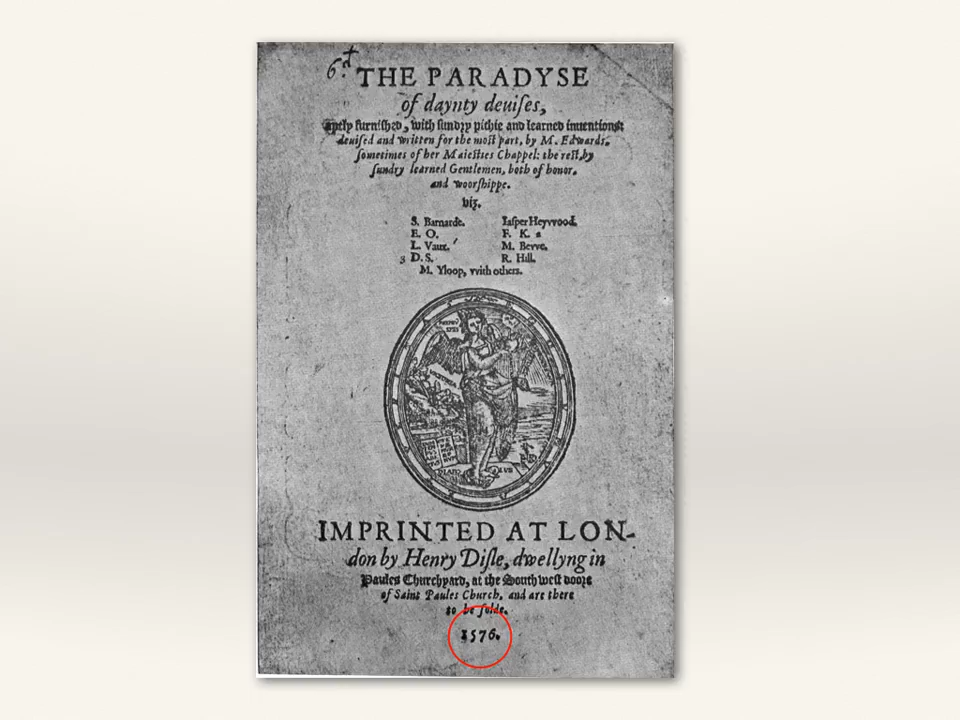 6.d
THE PARADYSE
of daynty deuiſes,
aptly furniſhed, with ſundry pithie and learned inuentions:
deuiſed and written for the moſt part, by M. Edwards,
ſometimes of her Maieſties Chappel: the reſt, by
ſundry learned Gentlemen, both of honor,
and woorſhippe.
viz.
S. Barnarde. Iaſper Heyvvood.
E. O. F. K.
L. Vaux. M. Bevve.
3 D. S. R. Hill.
M. Yloop, vvith others.
IMPRINTED AT LON-
don by Henry Diſle, dwellyng in
Paules Churchyard, at the South weſt doore
of Saint Paules Church, and are there
to be ſolde.
1576.